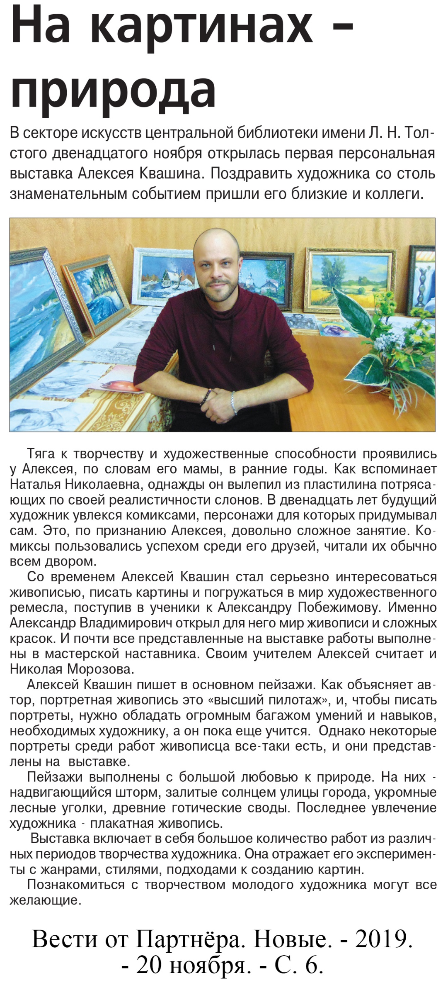 На картинах –
природа
В секторе искусств центральной библиотеки имени Л. Н. Тол-
стого двенадцатого ноября открылась первая персональная
выставка Алексея Квашина. Поздравить художника со столь
знаменательным событием пришли его близкие и коллеги.
Тяга к творчеству и художественные способности проявились
у Алексея, по словам его мамы, в ранние годы. Как вспоминает
Наталья Николаевна, однажды он вылепил из пластилина потряса-
ющих по своей реалистичности слонов. В двенадцать лет будущий
художник увлекся комиксами, персонажи для которых придумывал
сам. Это, по признанию Алексея, довольно сложное занятие. Ко-
миксы пользовались успехом среди его друзей, читали их обычно
всем двором.
Со временем Алексей Квашин стал серьезно интересоваться
живописью, писать картины и погружаться в мир художественного
ремесла, поступив в ученики к Александру Побежимову. Именно
Александр Владимирович открыл для него мир живописи и сложных
красок. И почти все представленные на выставке работы выполне-
ны в мастерской наставника. Своим учителем Алексей считает и
Николая Морозова.
Алексей Квашин пишет в основном пейзажи. Как объясняет ав-
тор, портретная живопись это «высший пилотаж», и, чтобы писать
портреты, нужно обладать огромным багажом умений и навыков,
необходимых художнику, а он пока еще учится. Однако некоторые
портреты среди работ живописца все-таки есть, и они представ-
лены на выставке.
Пейзажи выполнены с большой любовью к природе. На них -
надвигающийся шторм, залитые солнцем улицы города, укромные
лесные уголки, древние готические своды. Последнее увлечение
художника - плакатная живопись.
Выставка включает в себя большое количество работ из различ-
ных периодов творчества художника. Она отражает его эксперимен-
ты с жанрами, стилями, подходами к созданию картин.
Познакомиться с творчеством молодого художника могут все
желающие.
Вести от Партнёра. Новые. - 2019.
- 20 ноября. - С. 6.